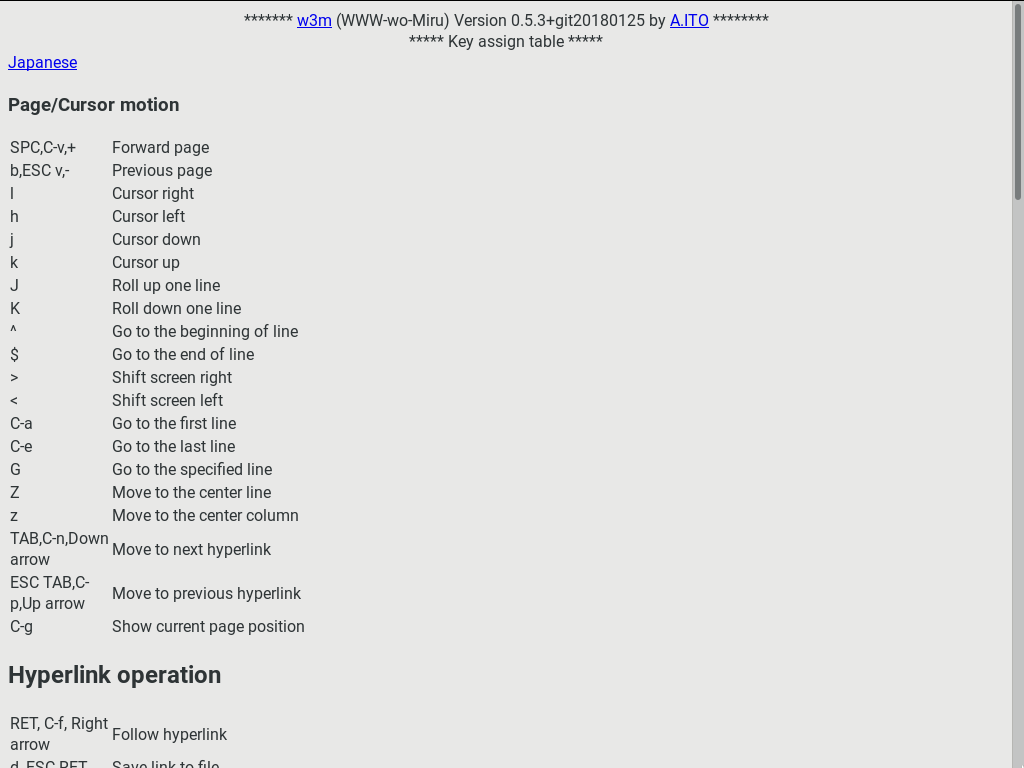 ******* w3m (WWW-wo-Miru) Version 0.5.3+git20180125 by A.ITO ********
***** Key assign table *****
Japanese
Page/Cursor motion
SPC,C-v,+ Forward page
b,ESC v,- Previous page
l Cursor right
h Cursor left
j Cursor down
k Cursor up
J Roll up one line
K Roll down one line
^ Go to the beginning of line
$ Go to the end of line
> Shift screen right
< Shift screen left
C-a Go to the first line
C-e Go to the last line
G Go to the specified line
Z Move to the center line
z Move to the center column
TAB,C-n,Down
arrow Move to next hyperlink
ESC TAB,C-
p,Up arrow Move to previous hyperlink
C-g Show current page position
Hyperlink operation
RET, C-f, Right
arrow Follow hyperlink
d, ESC RET Save link to file